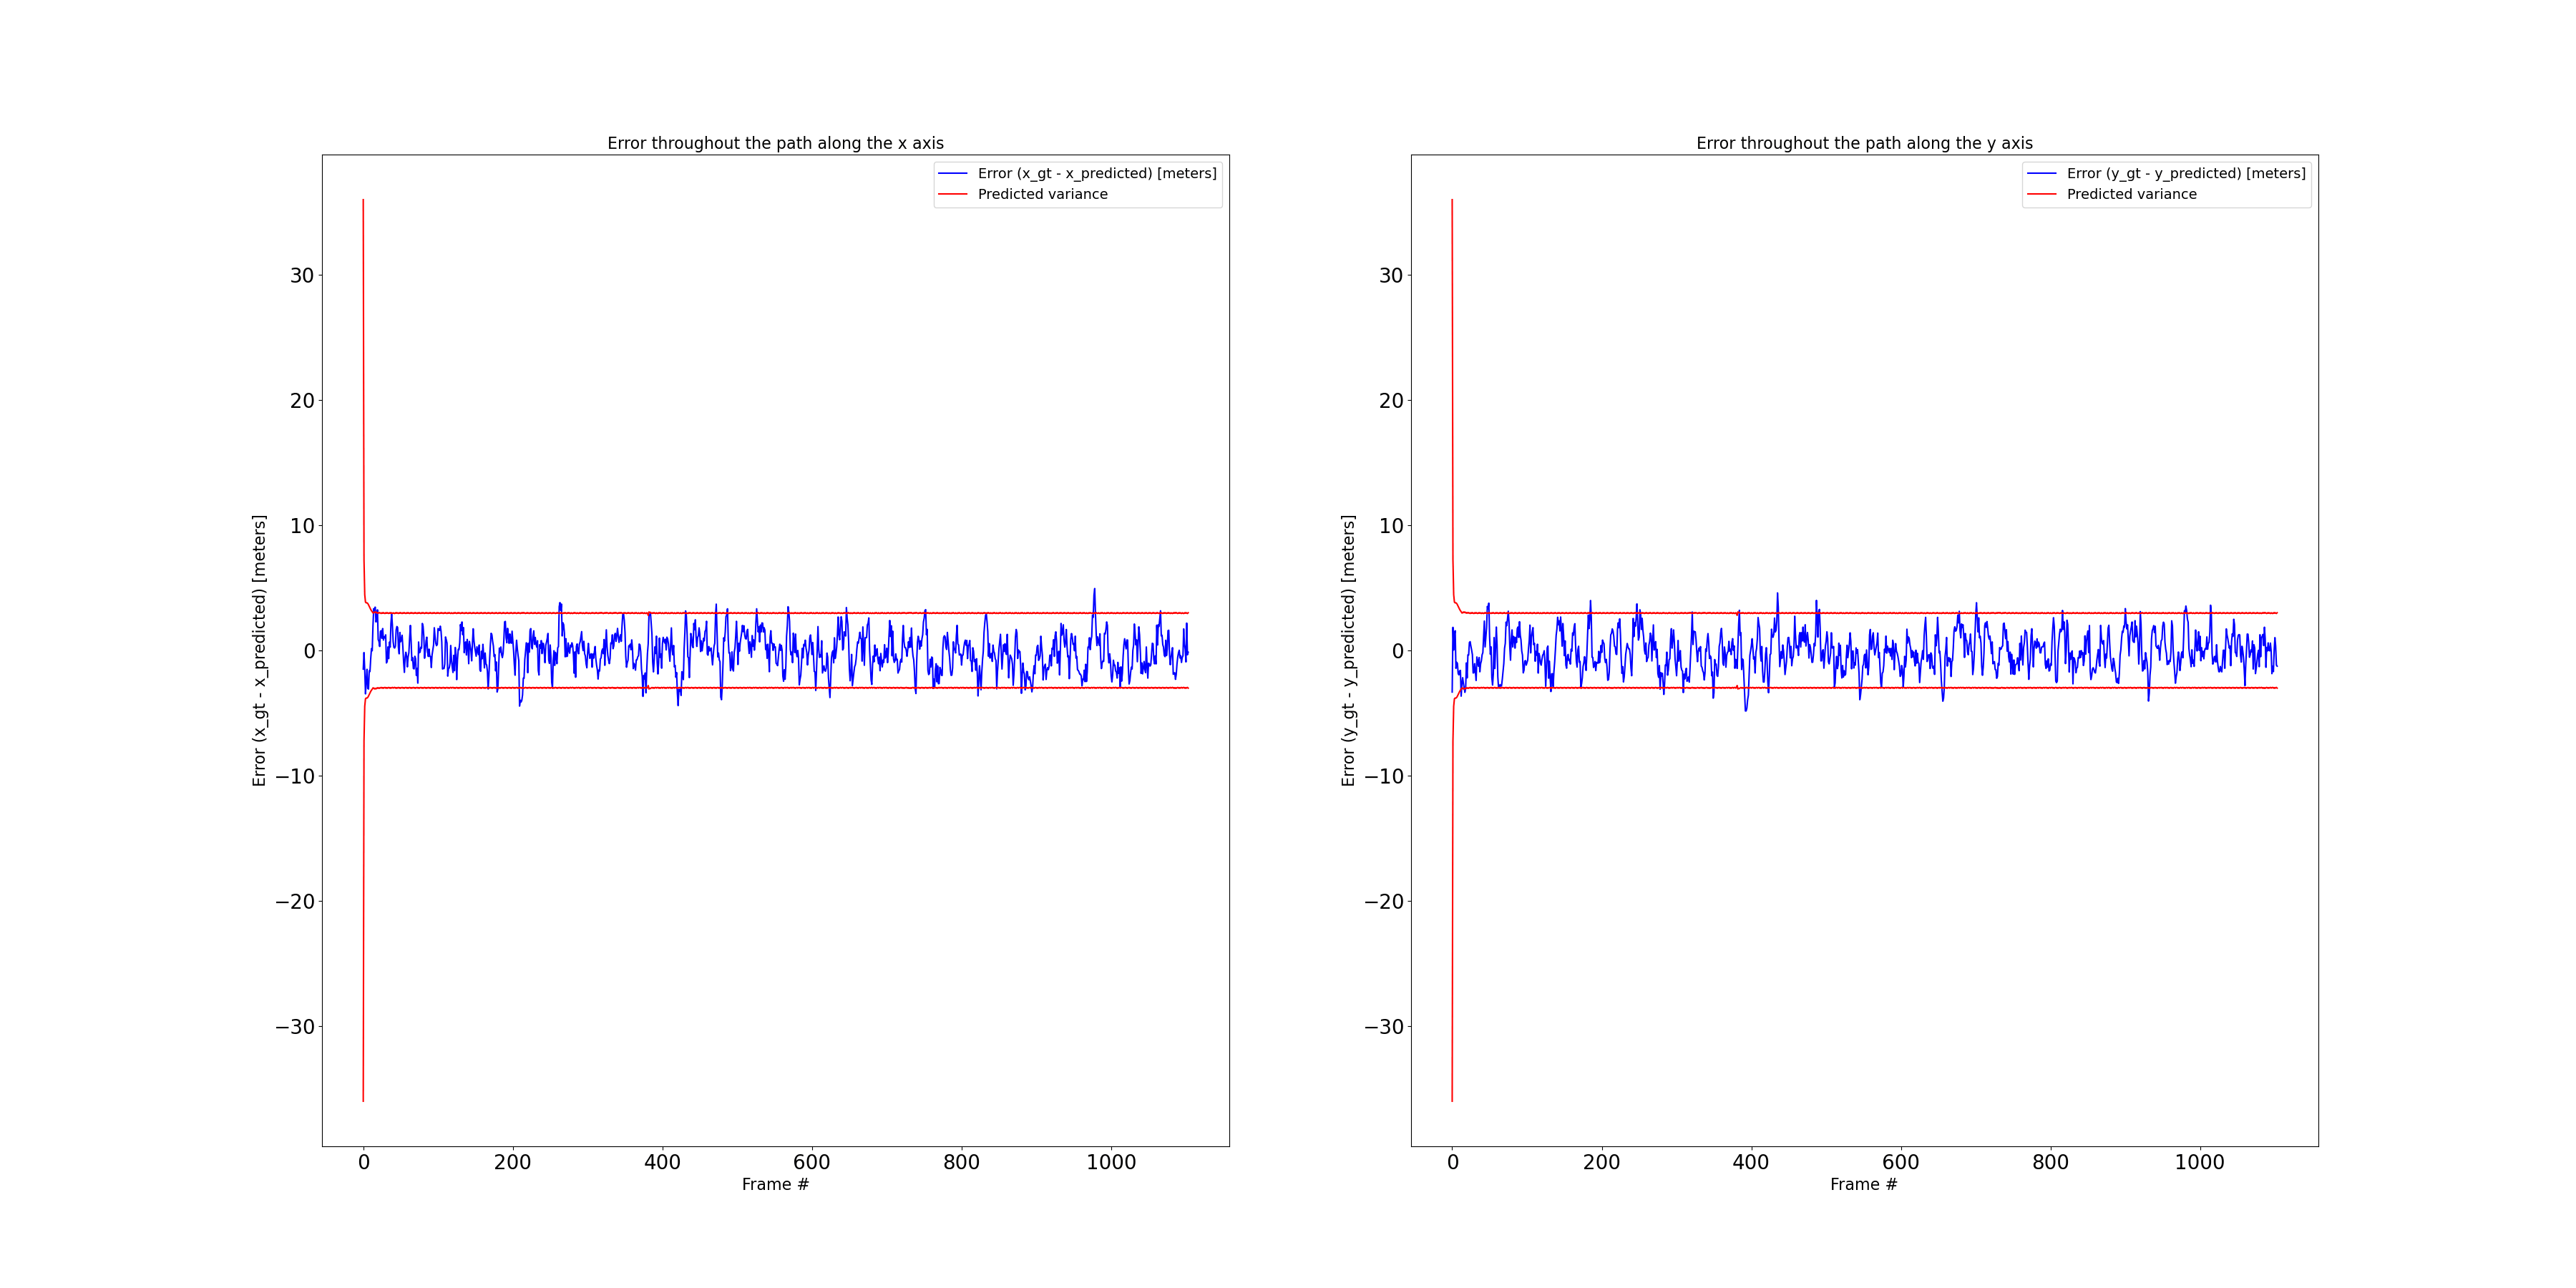 Error throughout the path along the x axis
Error (x_gt - x_predicted) [meters]
Predicted variance
Error (x_gt - x_predicted) [meters]
30
20
10
0
−10
−20
−30
0 200 400 600 800 1000
Frame #
Error throughout the path along the y axis
Error (y_gt - y_predicted) [meters]
Predicted variance
Error (y_gt - y_predicted) [meters]
30
20
10
0
−10
−20
−30
0 200 400 600 800 1000
Frame #